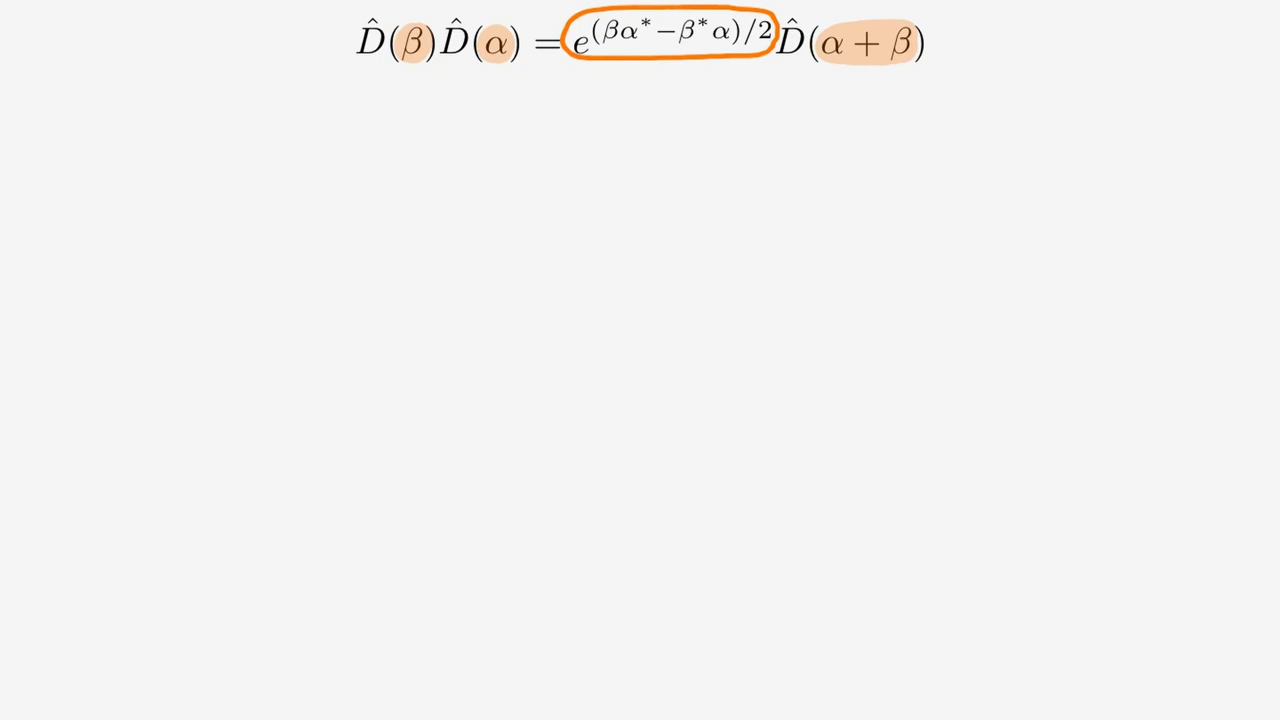 D̂(β)D̂(α) = e^{(βα* − β*α)/2} D̂(α + β)